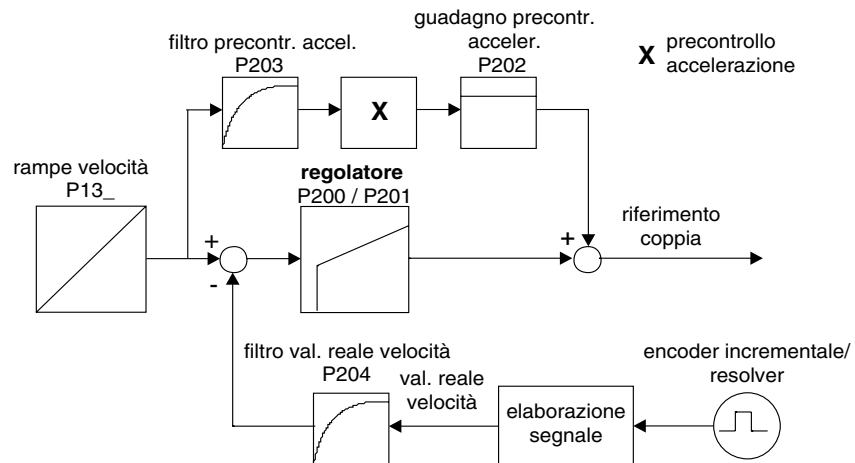 guadagno precontr.
acceler.
P202
filtro precontr. accel.
P203
X precontrollo
accelerazione
X
rampe velocità
P13_
regolatore
P200 / P201
riferimento
coppia
+
+
-
filtro val. reale velocità
P204
val. reale
velocità
encoder incrementale/
resolver
elaborazione
segnale